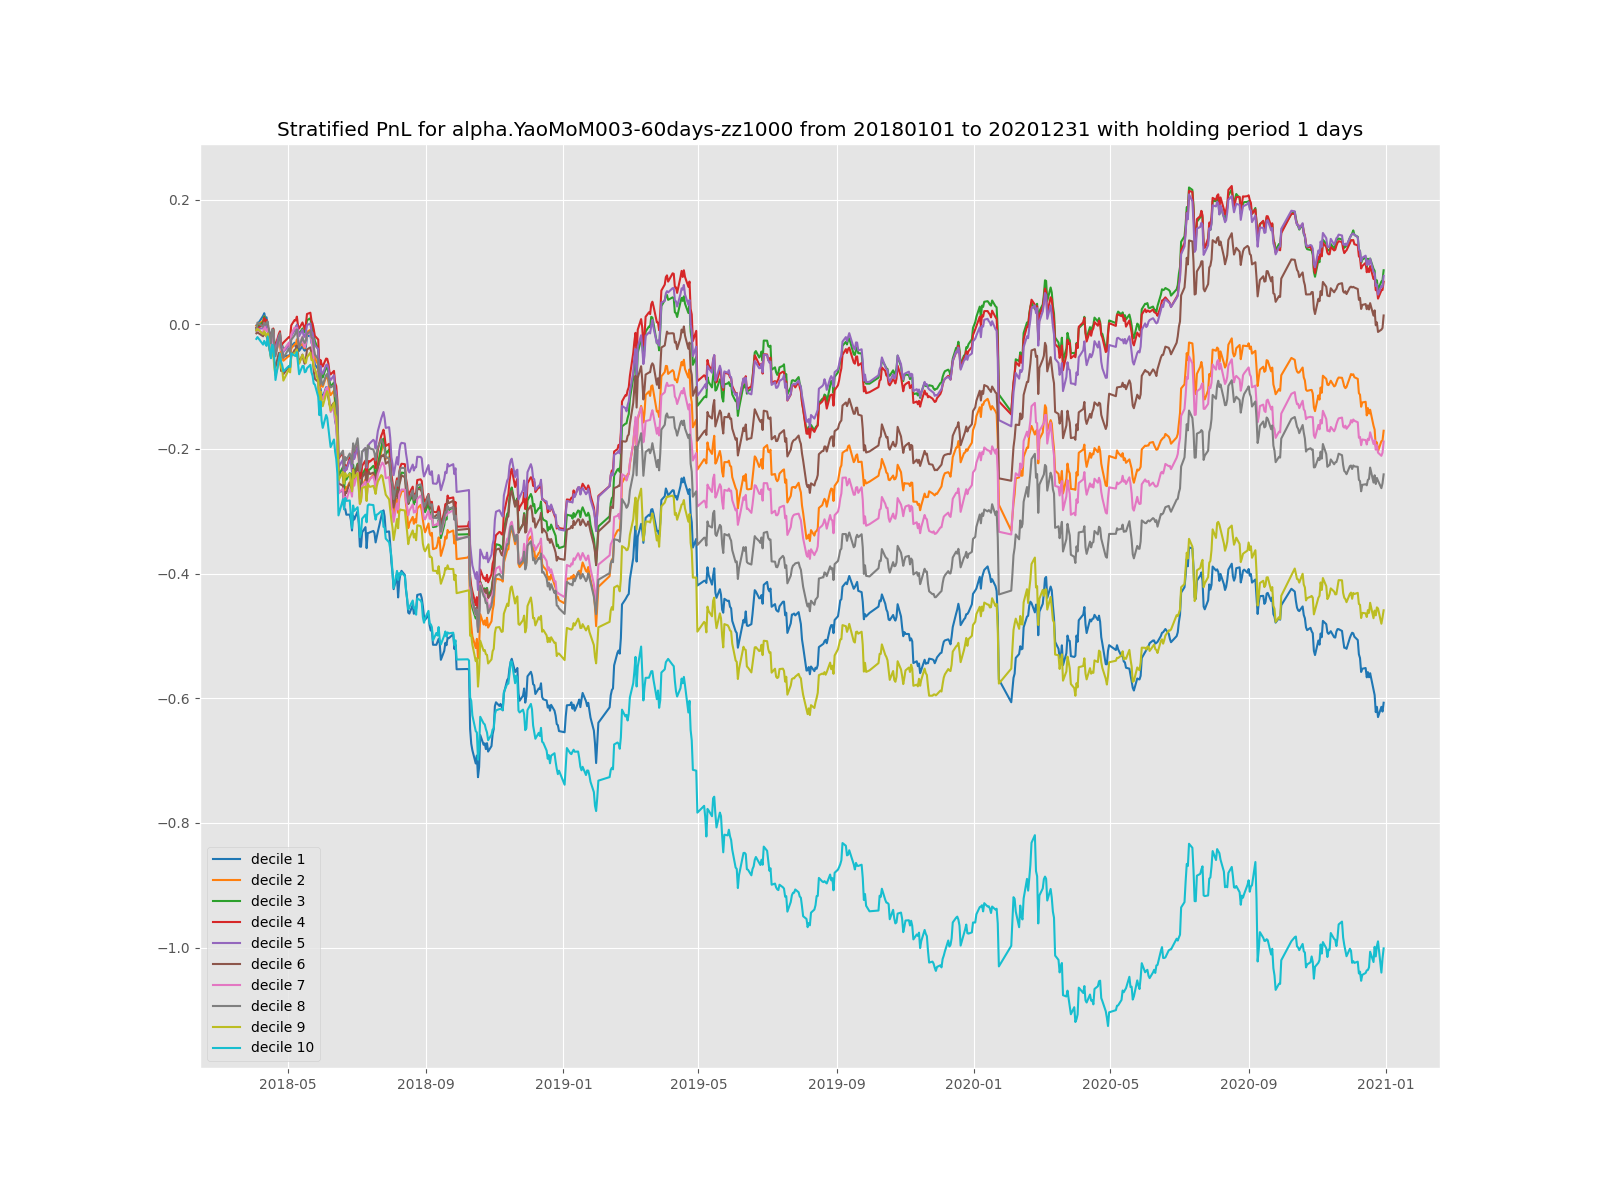 Stratified PnL for alpha.YaoMoM003-60days-zz1000 from 20180101 to 20201231 with holding period 1 days
0.2
0.0
−0.2
−0.4
−0.6
−0.8
−1.0
decile 1
decile 2
decile 3
decile 4
decile 5
decile 6
decile 7
decile 8
decile 9
decile 10
2018-05 2018-09 2019-01 2019-05 2019-09 2020-01 2020-05 2020-09 2021-01